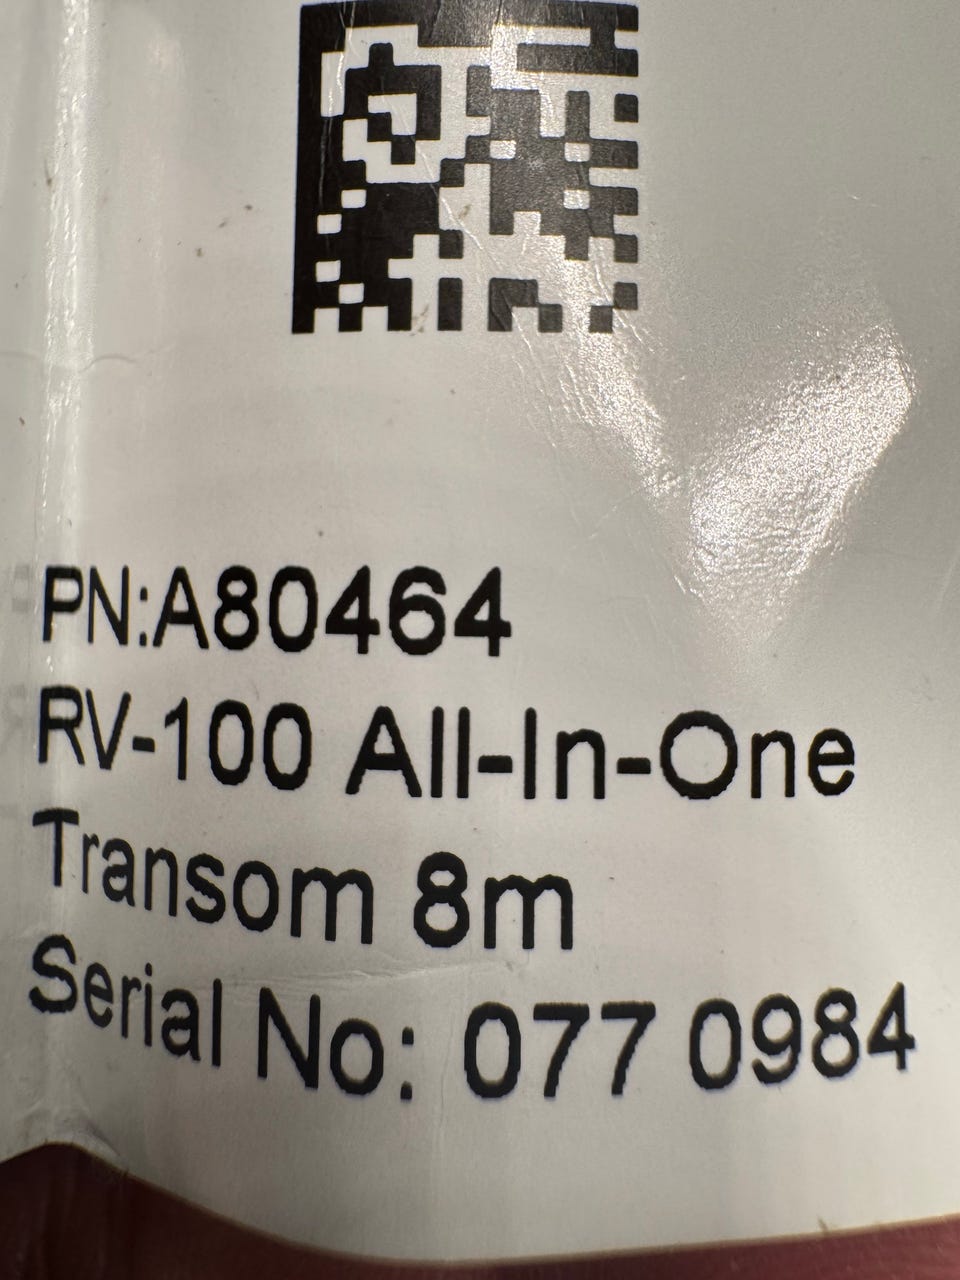 PN:A80464
RV-100 All-In-One
Transom 8m
Serial No: 077 0984